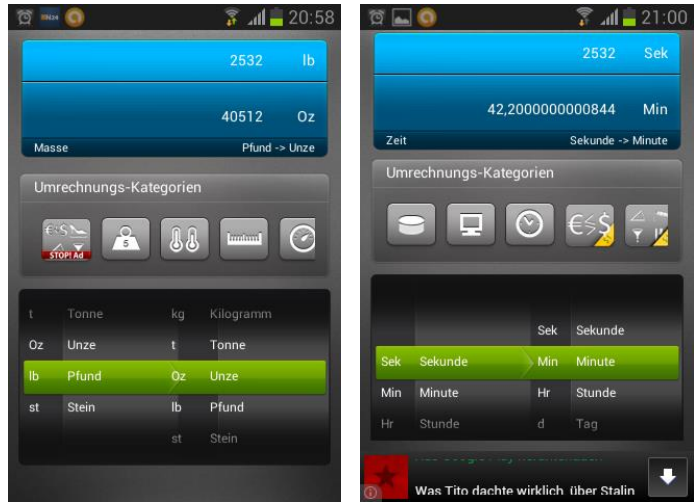 20:58
2532 lb
40512 Oz
Masse Pfund -> Unze
Umrechnungs-Kategorien
5
€ $
STOP! Ad
t Tonne kg Kilogramm
Oz Unze t Tonne
lb Pfund Oz Unze
st Stein lb Pfund
st Stein
21:00
2532 Sek
42,2000000000844 Min
Zeit Sekunde -> Minute
Umrechnungs-Kategorien
€ $
Sek Sekunde
Sek Sekunde Min Minute
Min Minute Hr Stunde
Hr Stunde d Tag
Was Tito dachte wirklich über Stalin